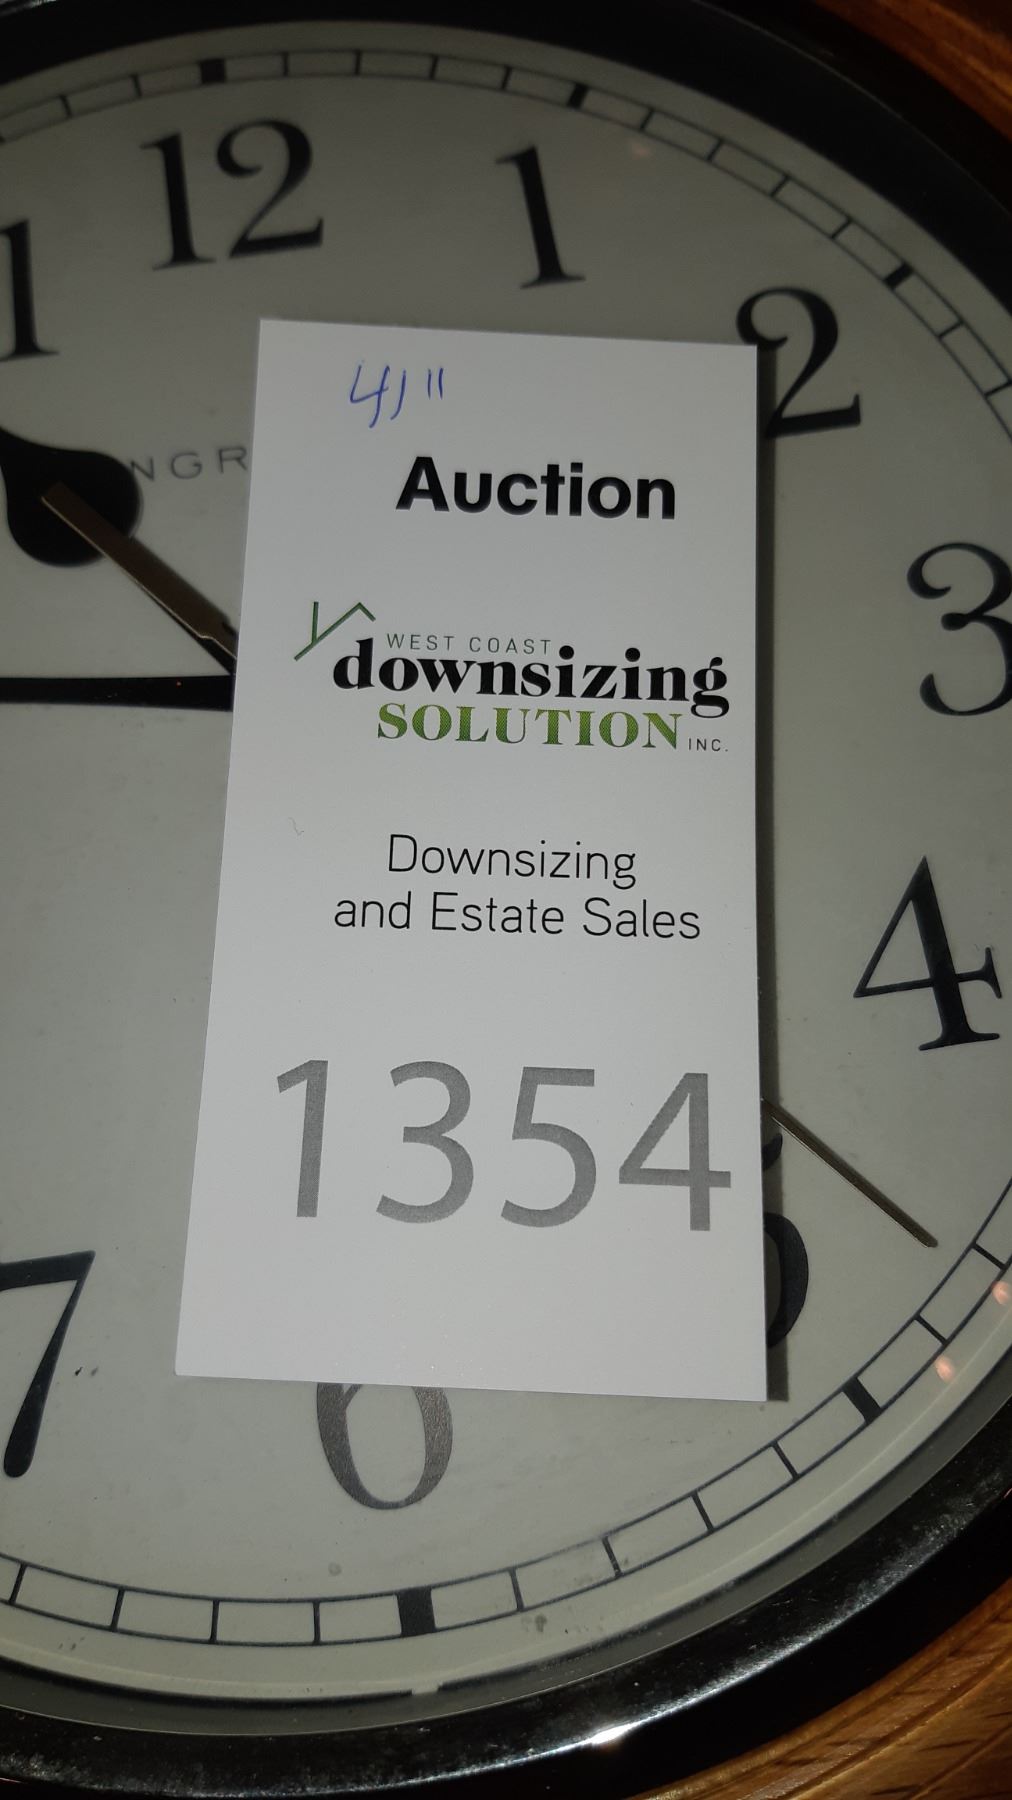 12
1
2
3
4
6
7
NGR
41"
Auction
WEST COAST
downsizing
SOLUTION INC.
Downsizing
and Estate Sales
1354